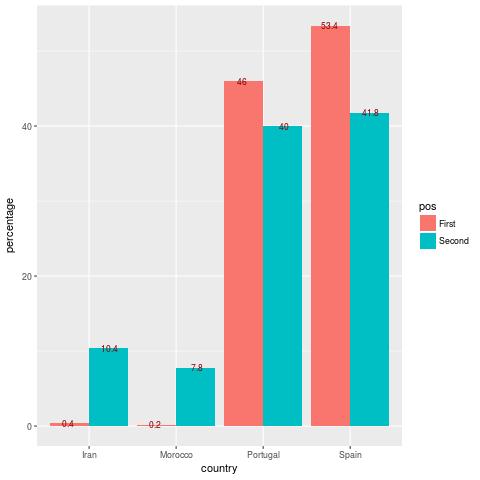 53.4
46
41.8
40
10.4
7.8
0.4
0.2
40
20
0
percentage
Iran Morocco Portugal Spain
country
pos
First
Second